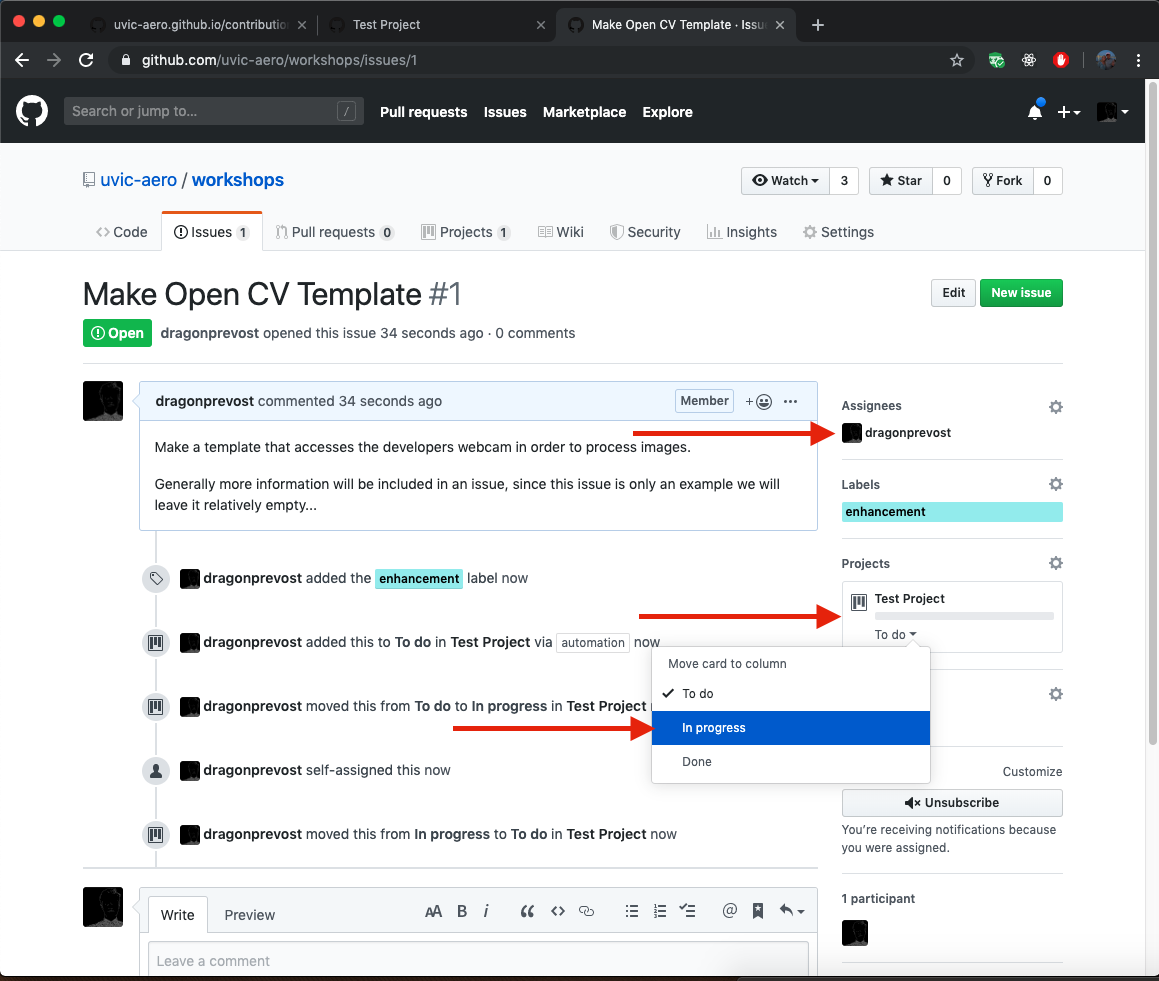 uvic-aero.github.io/contribution
Test Project
Make Open CV Template · Issu
github.com/uvic-aero/workshops/issues/1
Search or jump to...
/
Pull requests
Issues
Marketplace
Explore
uvic-aero / workshops
Watch 3
Star 0
Fork 0
Code
Issues 1
Pull requests 0
Projects 1
Wiki
Security
Insights
Settings
Make Open CV Template #1
Edit
New issue
Open
dragonprevost opened this issue 34 seconds ago · 0 comments
dragonprevost commented 34 seconds ago
Member
Make a template that accesses the developers webcam in order to process images.
Generally more information will be included in an issue, since this issue is only an example we will
leave it relatively empty...
dragonprevost added the enhancement label now
dragonprevost added this to To do in Test Project via automation now
dragonprevost moved this from To do to In progress in Test Project
dragonprevost self-assigned this now
dragonprevost moved this from In progress to To do in Test Project now
Assignees
dragonprevost
Labels
enhancement
Projects
Test Project
To do
Move card to column
To do
In progress
Done
Customize
Unsubscribe
You're receiving notifications because
you were assigned.
1 participant
Write
Preview
AA B i
@
Leave a comment